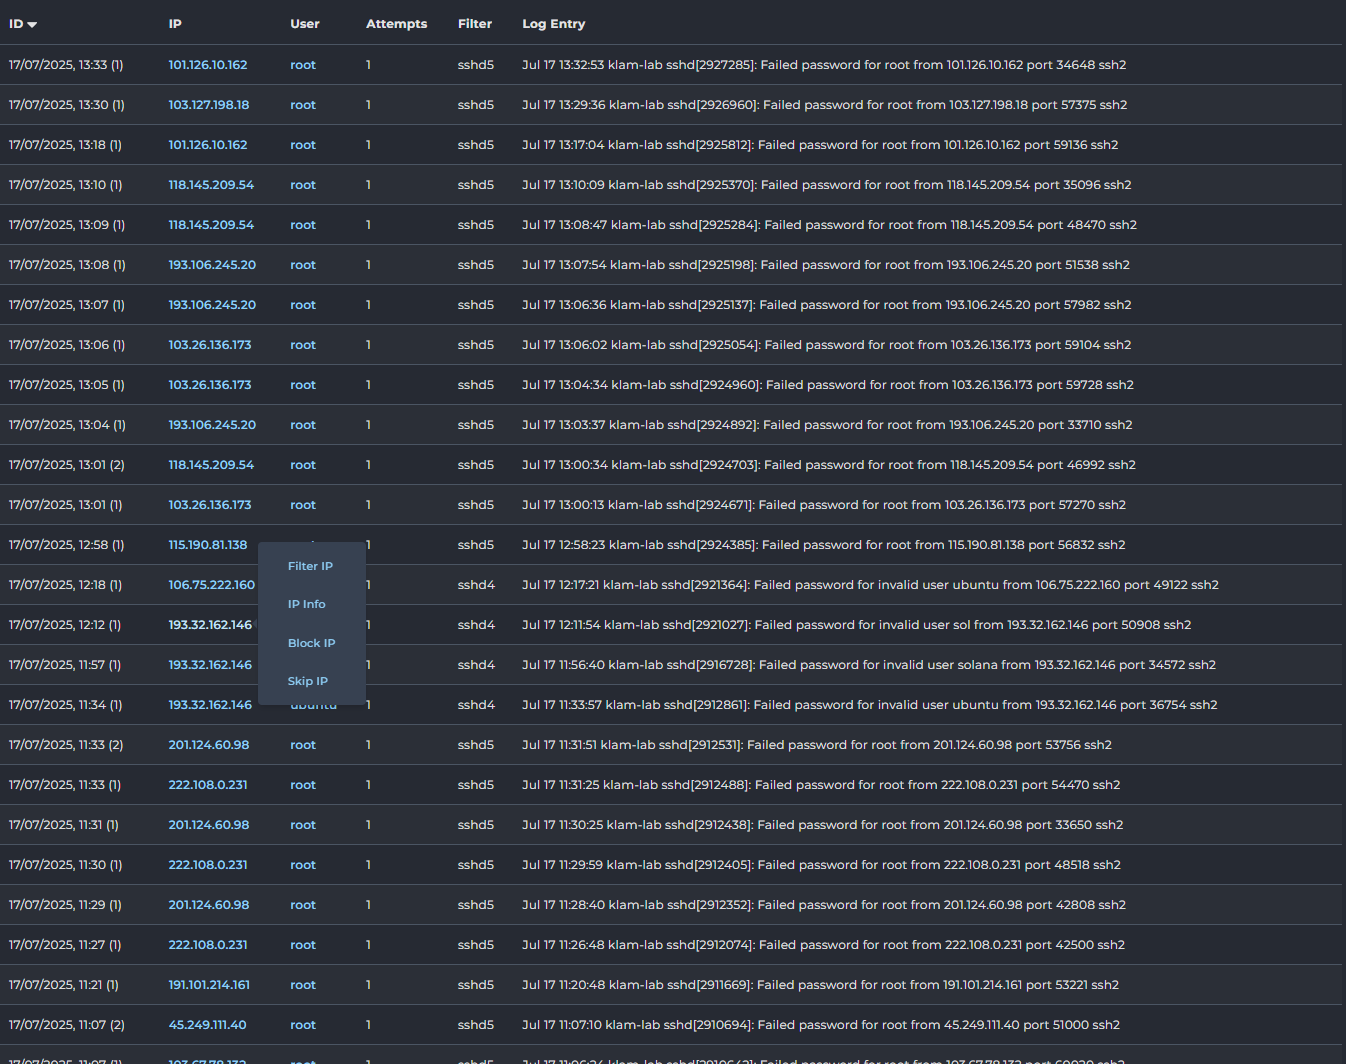 ID IP User Attempts Filter Log Entry
17/07/2025, 13:33 (1) 101.126.10.162 root 1 sshd5 Jul 17 13:32:53 klam-lab sshd[2927285]: Failed password for root from 101.126.10.162 port 34648 ssh2
17/07/2025, 13:30 (1) 103.127.198.18 root 1 sshd5 Jul 17 13:29:36 klam-lab sshd[2926960]: Failed password for root from 103.127.198.18 port 57375 ssh2
17/07/2025, 13:18 (1) 101.126.10.162 root 1 sshd5 Jul 17 13:17:04 klam-lab sshd[2925812]: Failed password for root from 101.126.10.162 port 59136 ssh2
17/07/2025, 13:10 (1) 118.145.209.54 root 1 sshd5 Jul 17 13:10:09 klam-lab sshd[2925370]: Failed password for root from 118.145.209.54 port 35096 ssh2
17/07/2025, 13:09 (1) 118.145.209.54 root 1 sshd5 Jul 17 13:08:47 klam-lab sshd[2925284]: Failed password for root from 118.145.209.54 port 48470 ssh2
17/07/2025, 13:08 (1) 193.106.245.20 root 1 sshd5 Jul 17 13:07:54 klam-lab sshd[2925198]: Failed password for root from 193.106.245.20 port 51538 ssh2
17/07/2025, 13:07 (1) 193.106.245.20 root 1 sshd5 Jul 17 13:06:36 klam-lab sshd[2925137]: Failed password for root from 193.106.245.20 port 57982 ssh2
17/07/2025, 13:06 (1) 103.26.136.173 root 1 sshd5 Jul 17 13:06:02 klam-lab sshd[2925054]: Failed password for root from 103.26.136.173 port 59104 ssh2
17/07/2025, 13:05 (1) 103.26.136.173 root 1 sshd5 Jul 17 13:04:34 klam-lab sshd[2924960]: Failed password for root from 103.26.136.173 port 59728 ssh2
17/07/2025, 13:04 (1) 193.106.245.20 root 1 sshd5 Jul 17 13:03:37 klam-lab sshd[2924892]: Failed password for root from 193.106.245.20 port 33710 ssh2
17/07/2025, 13:01 (2) 118.145.209.54 root 1 sshd5 Jul 17 13:00:34 klam-lab sshd[2924703]: Failed password for root from 118.145.209.54 port 46992 ssh2
17/07/2025, 13:01 (1) 103.26.136.173 root 1 sshd5 Jul 17 13:00:13 klam-lab sshd[2924671]: Failed password for root from 103.26.136.173 port 57270 ssh2
17/07/2025, 12:58 (1) 115.190.81.138 1 sshd5 Jul 17 12:58:23 klam-lab sshd[2924385]: Failed password for root from 115.190.81.138 port 56832 ssh2
Filter IP
17/07/2025, 12:18 (1) 106.75.222.160 1 sshd4 Jul 17 12:17:21 klam-lab sshd[2921364]: Failed password for invalid user ubuntu from 106.75.222.160 port 49122 ssh2
IP Info
17/07/2025, 12:12 (1) 193.32.162.146 1 sshd4 Jul 17 12:11:54 klam-lab sshd[2921027]: Failed password for invalid user sol from 193.32.162.146 port 50908 ssh2
Block IP
17/07/2025, 11:57 (1) 193.32.162.146 1 sshd4 Jul 17 11:56:40 klam-lab sshd[2916728]: Failed password for invalid user solana from 193.32.162.146 port 34572 ssh2
Skip IP
17/07/2025, 11:34 (1) 193.32.162.146 ubuntu 1 sshd4 Jul 17 11:33:57 klam-lab sshd[2912861]: Failed password for invalid user ubuntu from 193.32.162.146 port 36754 ssh2
17/07/2025, 11:33 (2) 201.124.60.98 root 1 sshd5 Jul 17 11:31:51 klam-lab sshd[2912531]: Failed password for root from 201.124.60.98 port 53756 ssh2
17/07/2025, 11:33 (1) 222.108.0.231 root 1 sshd5 Jul 17 11:31:25 klam-lab sshd[2912488]: Failed password for root from 222.108.0.231 port 54470 ssh2
17/07/2025, 11:31 (1) 201.124.60.98 root 1 sshd5 Jul 17 11:30:25 klam-lab sshd[2912438]: Failed password for root from 201.124.60.98 port 33650 ssh2
17/07/2025, 11:30 (1) 222.108.0.231 root 1 sshd5 Jul 17 11:29:59 klam-lab sshd[2912405]: Failed password for root from 222.108.0.231 port 48518 ssh2
17/07/2025, 11:29 (1) 201.124.60.98 root 1 sshd5 Jul 17 11:28:40 klam-lab sshd[2912352]: Failed password for root from 201.124.60.98 port 42808 ssh2
17/07/2025, 11:27 (1) 222.108.0.231 root 1 sshd5 Jul 17 11:26:48 klam-lab sshd[2912074]: Failed password for root from 222.108.0.231 port 42500 ssh2
17/07/2025, 11:21 (1) 191.101.214.161 root 1 sshd5 Jul 17 11:20:48 klam-lab sshd[2911669]: Failed password for root from 191.101.214.161 port 53221 ssh2
17/07/2025, 11:07 (2) 45.249.111.40 root 1 sshd5 Jul 17 11:07:10 klam-lab sshd[2910694]: Failed password for root from 45.249.111.40 port 51000 ssh2